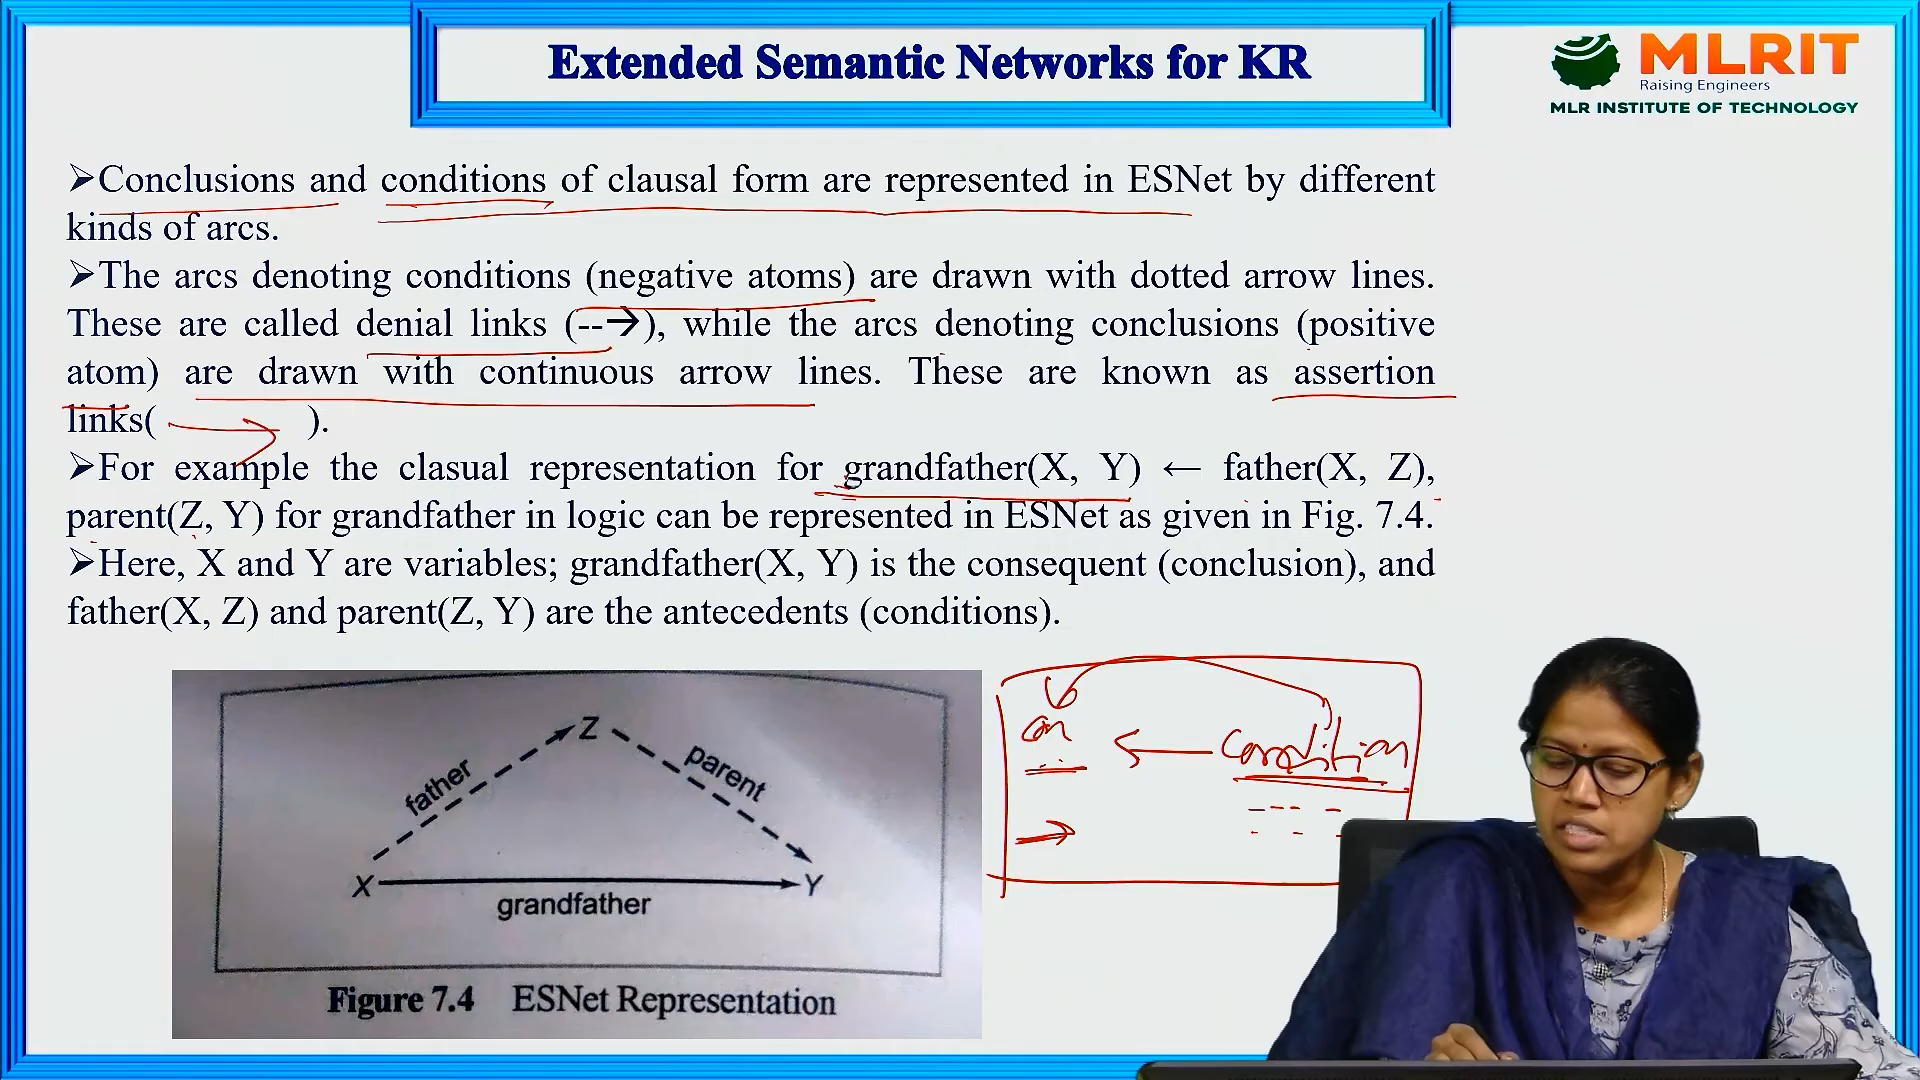 Extended Semantic Networks for KR
MLRIT
Raising Engineers
MLR INSTITUTE OF TECHNOLOGY
➢Conclusions and conditions of clausal form are represented in ESNet by different
kinds of arcs.
➢The arcs denoting conditions (negative atoms) are drawn with dotted arrow lines.
These are called denial links (--→), while the arcs denoting conclusions (positive
atom) are drawn with continuous arrow lines. These are known as assertion
links( ).
➢For example the clasual representation for grandfather(X, Y) ← father(X, Z),
parent(Z, Y) for grandfather in logic can be represented in ESNet as given in Fig. 7.4.
➢Here, X and Y are variables; grandfather(X, Y) is the consequent (conclusion), and
father(X, Z) and parent(Z, Y) are the antecedents (conditions).
Z
father
parent
X
Y
grandfather
Figure 7.4 ESNet Representation
con ← condition